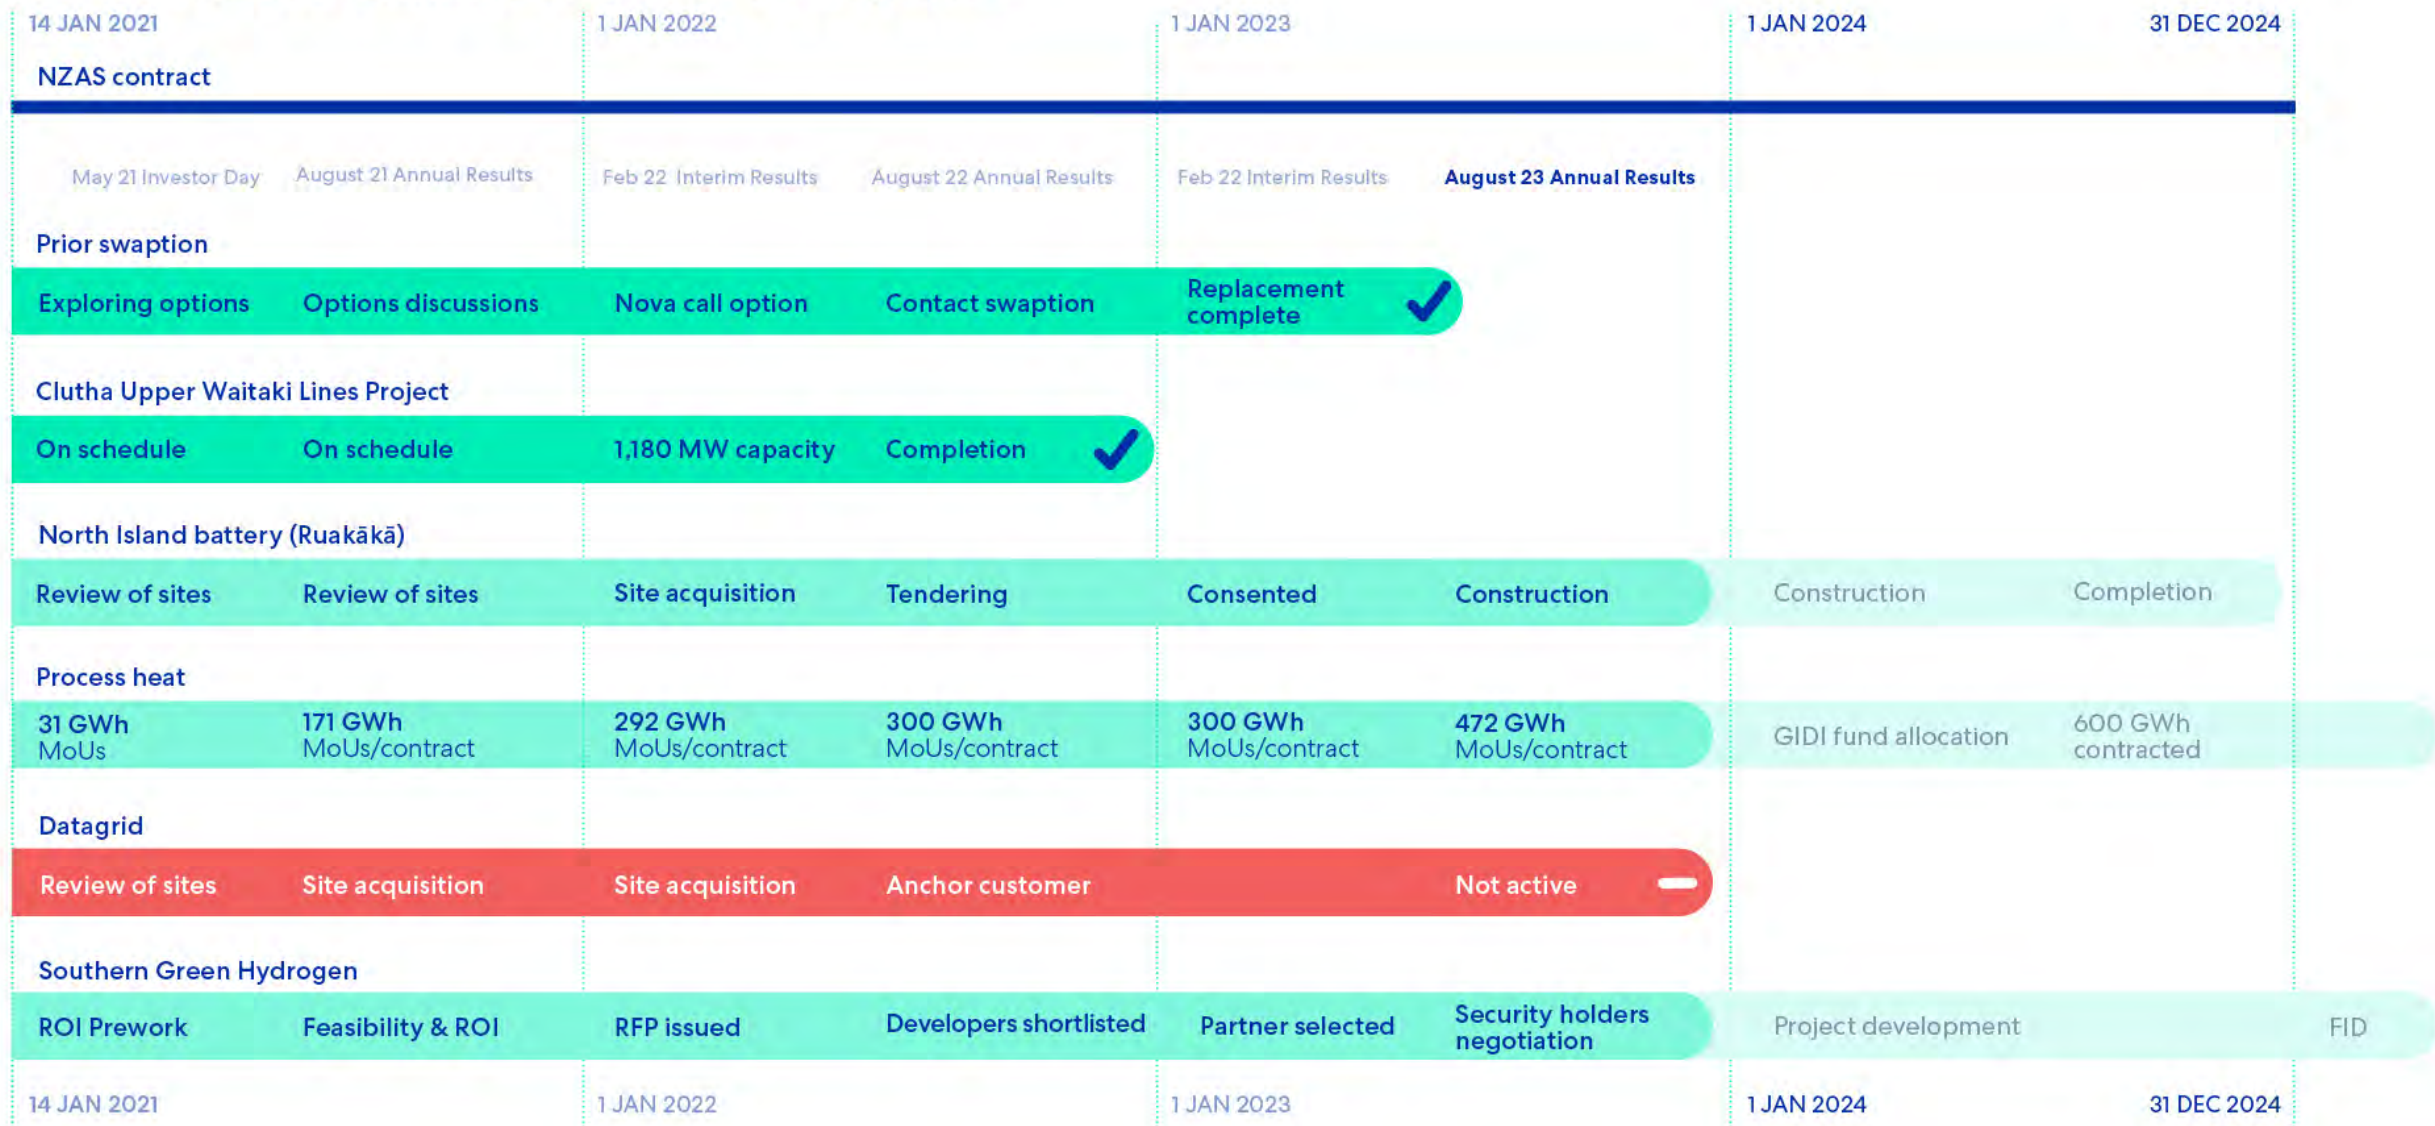 14 JAN 2021 1 JAN 2022 1 JAN 2023 1 JAN 2024 31 DEC 2024
NZAS contract
May 21 Investor Day August 21 Annual Results Feb 22 Interim Results August 22 Annual Results Feb 22 Interim Results August 23 Annual Results
Prior swaption
Exploring options Options discussions Nova call option Contact swaption Replacement
complete
Clutha Upper Waitaki Lines Project
On schedule On schedule 1,180 MW capacity Completion
North Island battery (Ruakākā)
Review of sites Review of sites Site acquisition Tendering Consented Construction Construction Completion
Process heat
31 GWh 171 GWh 292 GWh 300 GWh 300 GWh 472 GWh GIDI fund allocation 600 GWh
MoUs MoUs/contract MoUs/contract MoUs/contract MoUs/contract MoUs/contract contracted
Datagrid
Review of sites Site acquisition Site acquisition Anchor customer Not active
Southern Green Hydrogen
ROI Prework Feasibility & ROI RFP issued Developers shortlisted Partner selected Security holders Project development FID
negotiation
14 JAN 2021 1 JAN 2022 1 JAN 2023 1 JAN 2024 31 DEC 2024